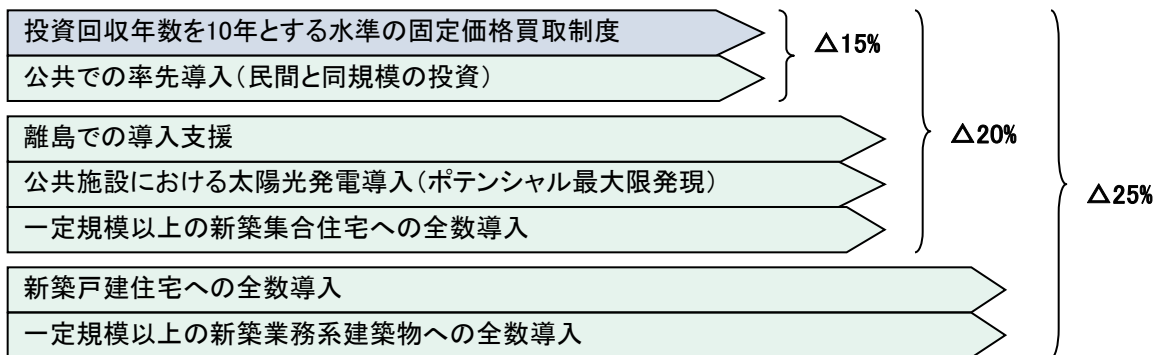 投資回収年数を10年とする水準の固定価格買取制度
△15%
公共での率先導入（民間と同規模の投資）
離島での導入支援
△20%
公共施設における太陽光発電導入（ポテンシャル最大限発現）
△25%
一定規模以上の新築集合住宅への全数導入
新築戸建住宅への全数導入
一定規模以上の新築業務系建築物への全数導入